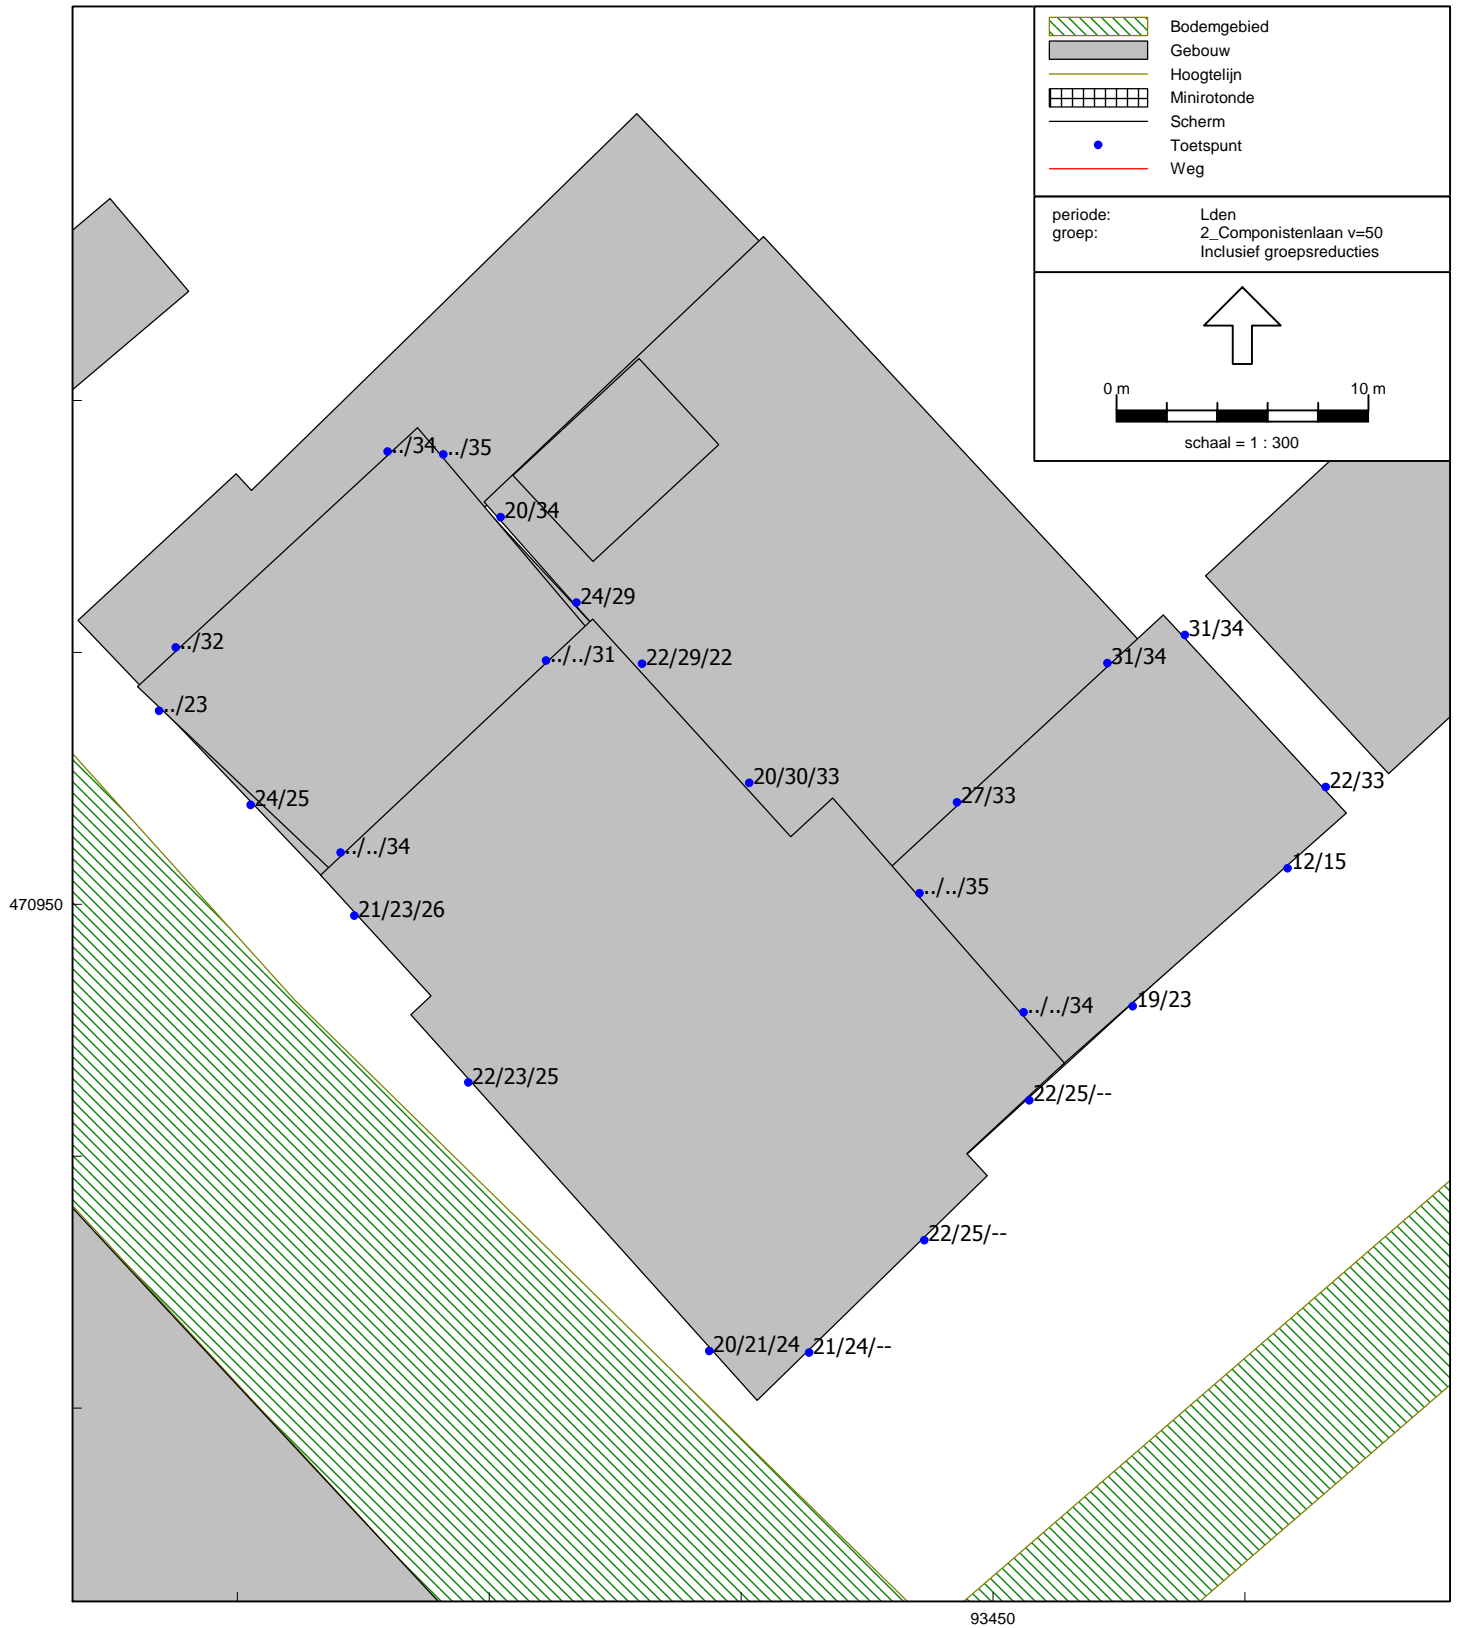 Bodemgebied
Gebouw
Hoogtelijn
Minirotonde
Scherm
Toetspunt
Weg
periode: Lden
groep: 2_Componistenlaan v=50
Inclusief groepsreducties
0 m 10 m
schaal = 1 : 300
../34
../35
20/34
24/29
../32
../../31
22/29/22
31/34
31/34
../23
20/30/33
22/33
27/33
24/25
../../34
12/15
../../35
470950
21/23/26
19/23
../../34
22/23/25
22/25/--
22/25/--
20/21/24
21/24/--
93450